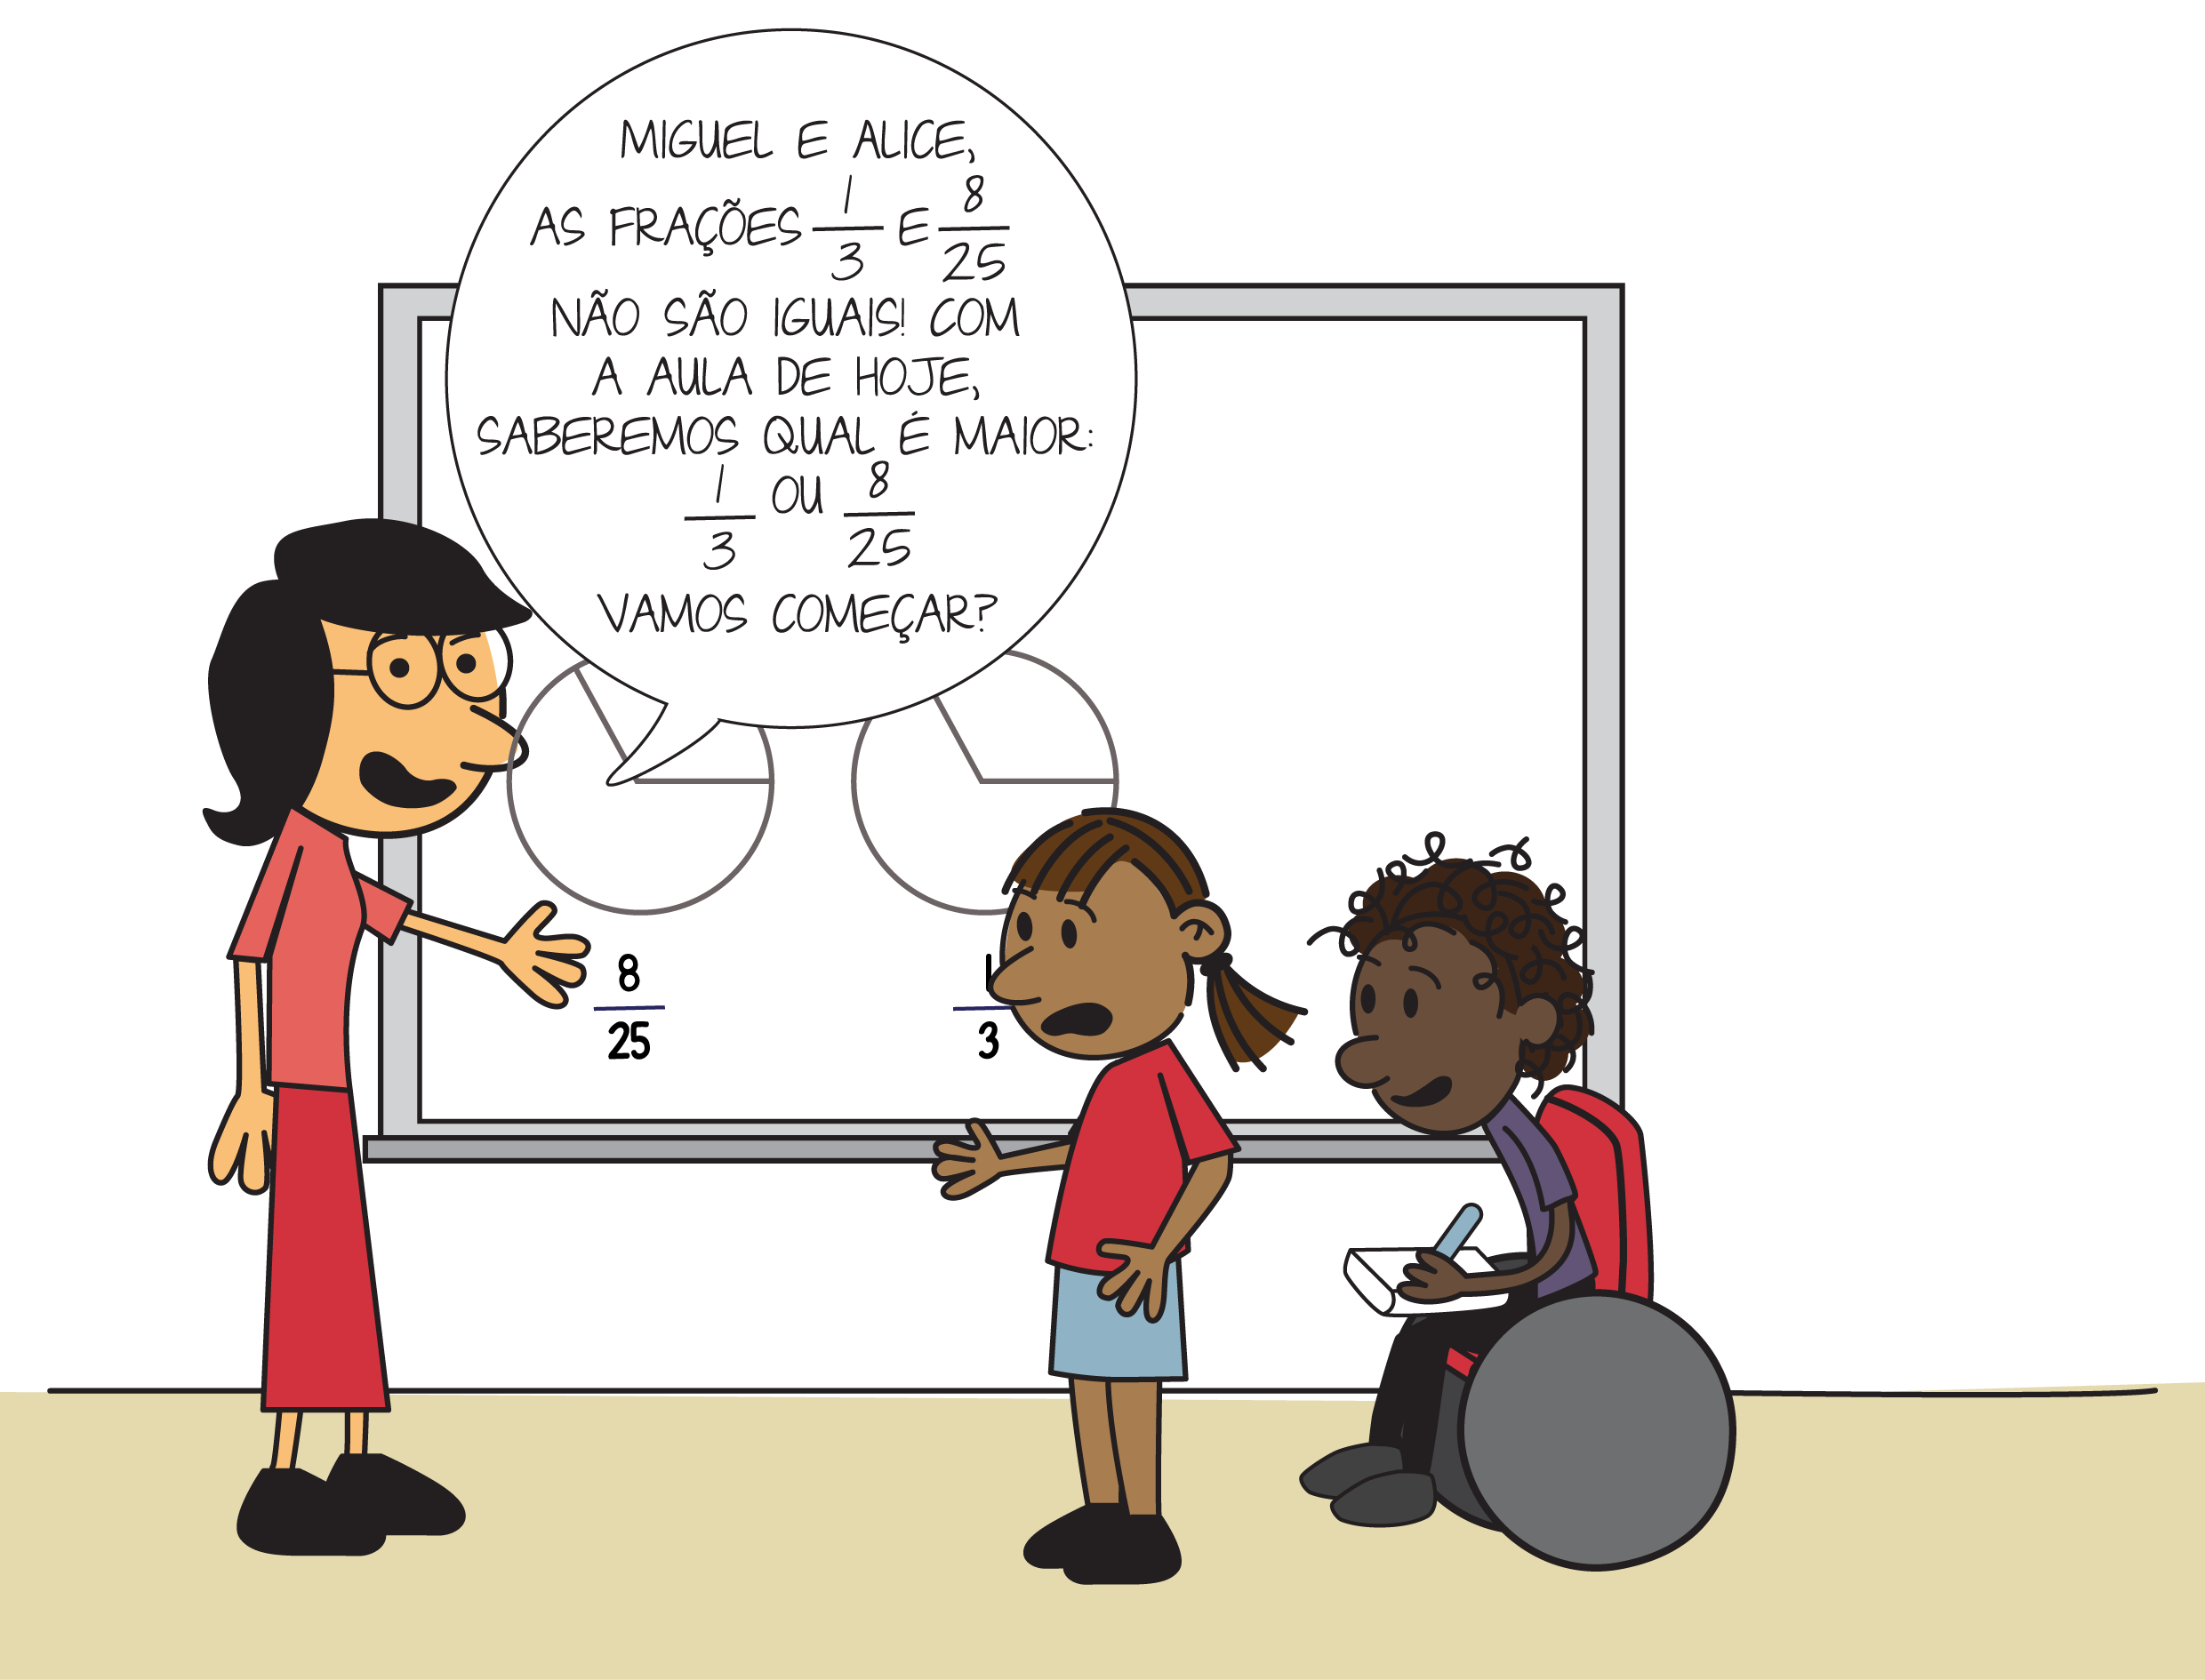 MIGUEL E ALICE,
AS FRAÇÕES 1/3 E 8/25
NÃO SÃO IGUAIS! COM
A AULA DE HOJE,
SABEREMOS QUAL É MAIOR:
1/3 OU 8/25
VAMOS COMEÇAR?
8/25
1/3